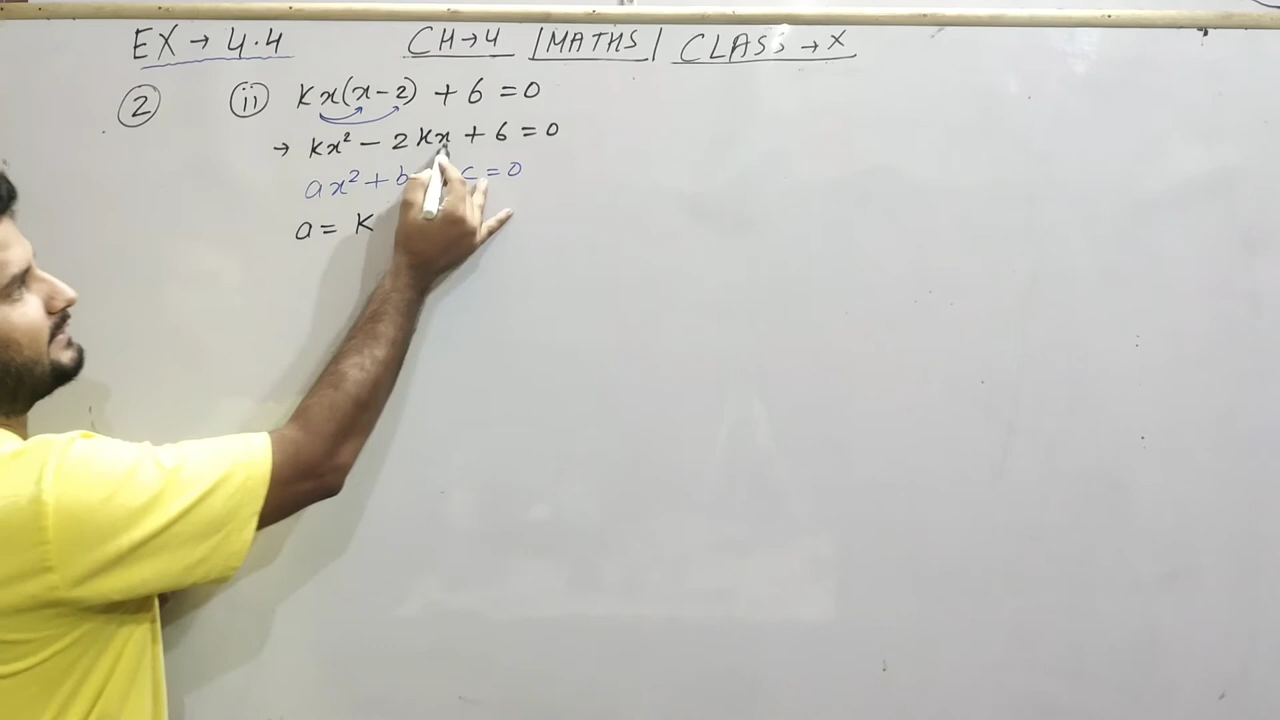 EX → 4.4 CH→4 |MATHS| CLASS → X
② ⅱ kx(x-2) + 6 = 0
→ kx² - 2kx + 6 = 0
ax² + b c = 0
a = k